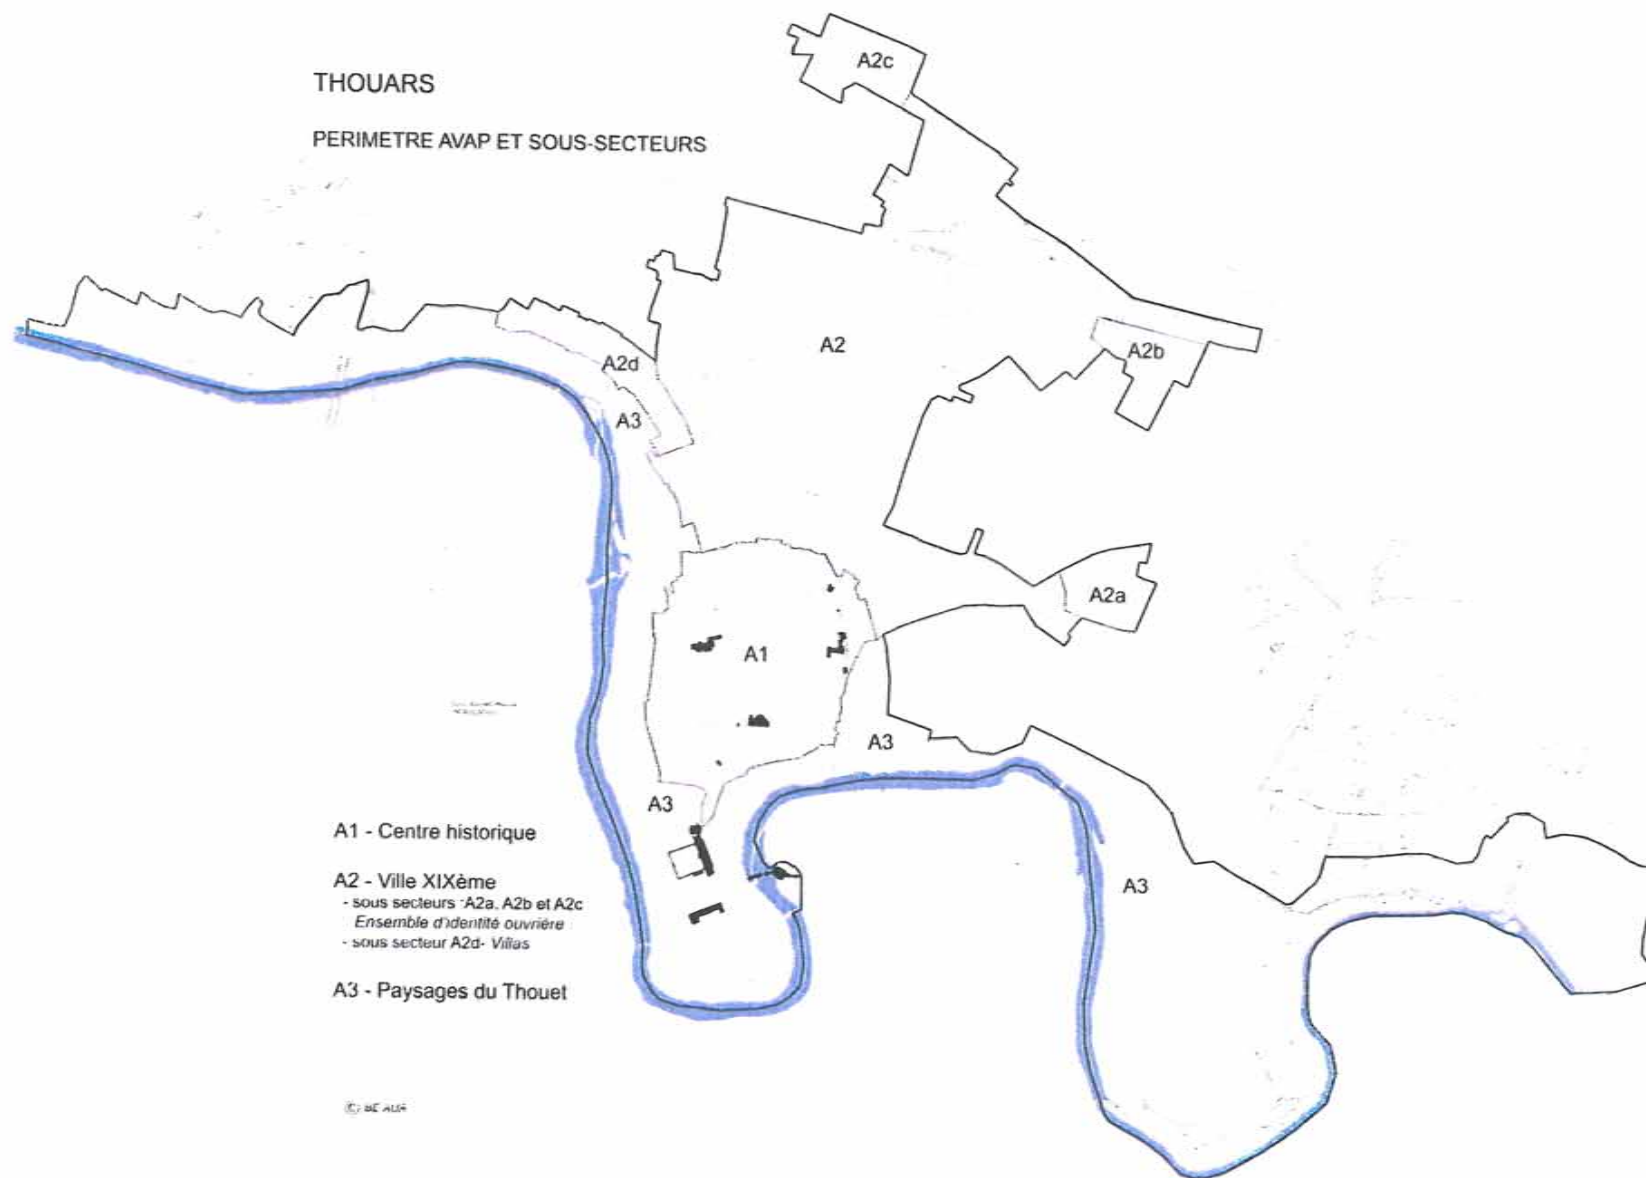 THOUARS
PERIMETRE AVAP ET SOUS-SECTEURS
A2c
A2
A2b
A2d
A3
A2a
A1
A3
A3
A3
A1 - Centre historique
A2 - Ville XIXème
- sous secteurs :A2a, A2b et A2c
Ensemble d'identité ouvrière
- sous secteur A2d- Villas
A3 - Paysages du Thouet